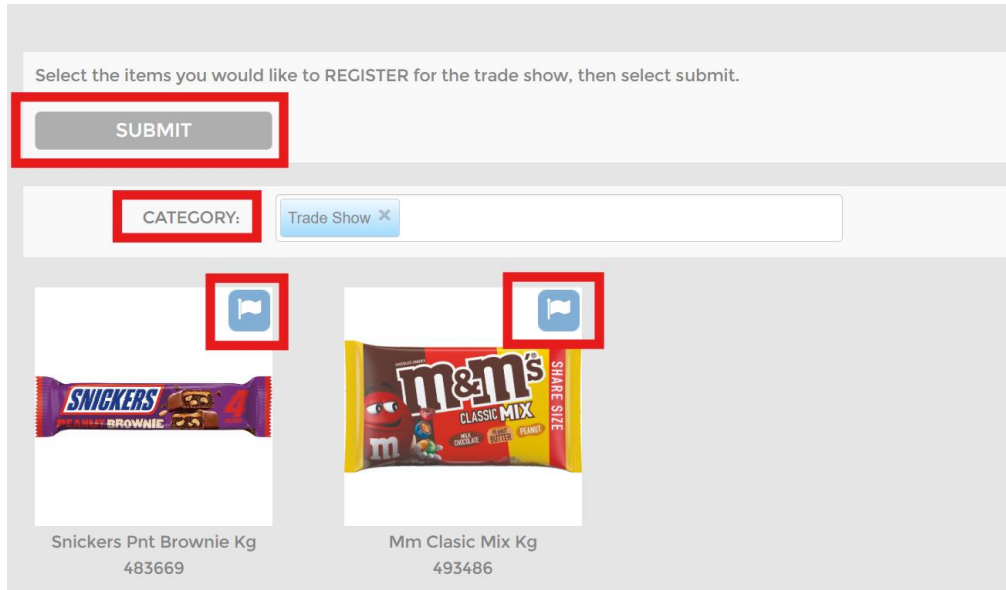 Select the items you would like to REGISTER for the trade show, then select submit.
SUBMIT
CATEGORY:
Trade Show ×
SNICKERS
PEANUT BROWNIE
4
m&m's
CLASSIC MIX
MILK CHOCOLATE
PEANUT BUTTER
PEANUT
SHARE SIZE
m
Snickers Pnt Brownie Kg
483669
Mm Clasic Mix Kg
493486